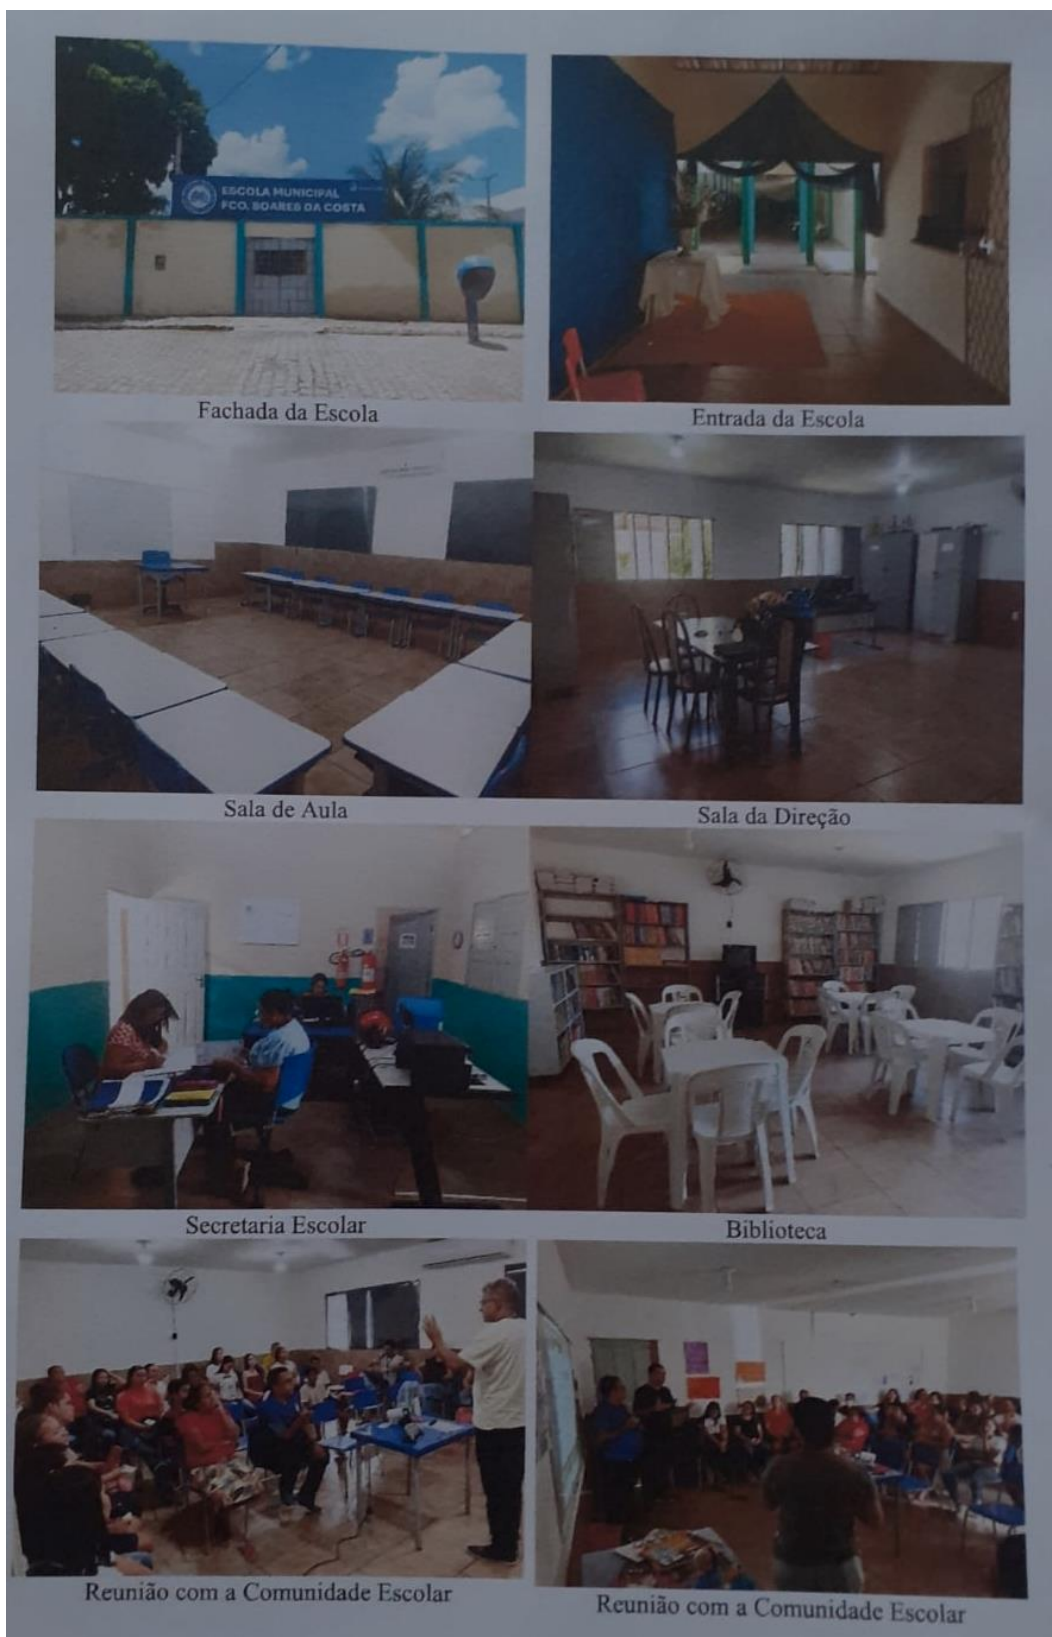 ESCOLA MUNICIPAL
FCO. SOARES DA COSTA
Fachada da Escola
Entrada da Escola
Sala de Aula
Sala da Direção
Secretaria Escolar
Biblioteca
Reunião com a Comunidade Escolar
Reunião com a Comunidade Escolar